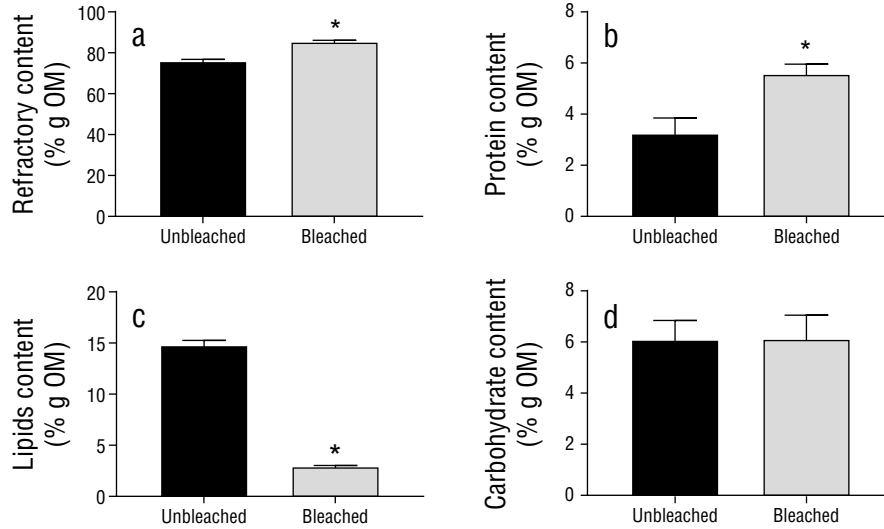 a
Refractory content
(% g OM)
100
80
60
40
20
0
*
Unbleached
Bleached
b
Protein content
(% g OM)
8
6
4
2
0
*
Unbleached
Bleached
c
Lipids content
(% g OM)
20
15
10
5
0
*
Unbleached
Bleached
d
Carbohydrate content
(% g OM)
8
6
4
2
0
Unbleached
Bleached